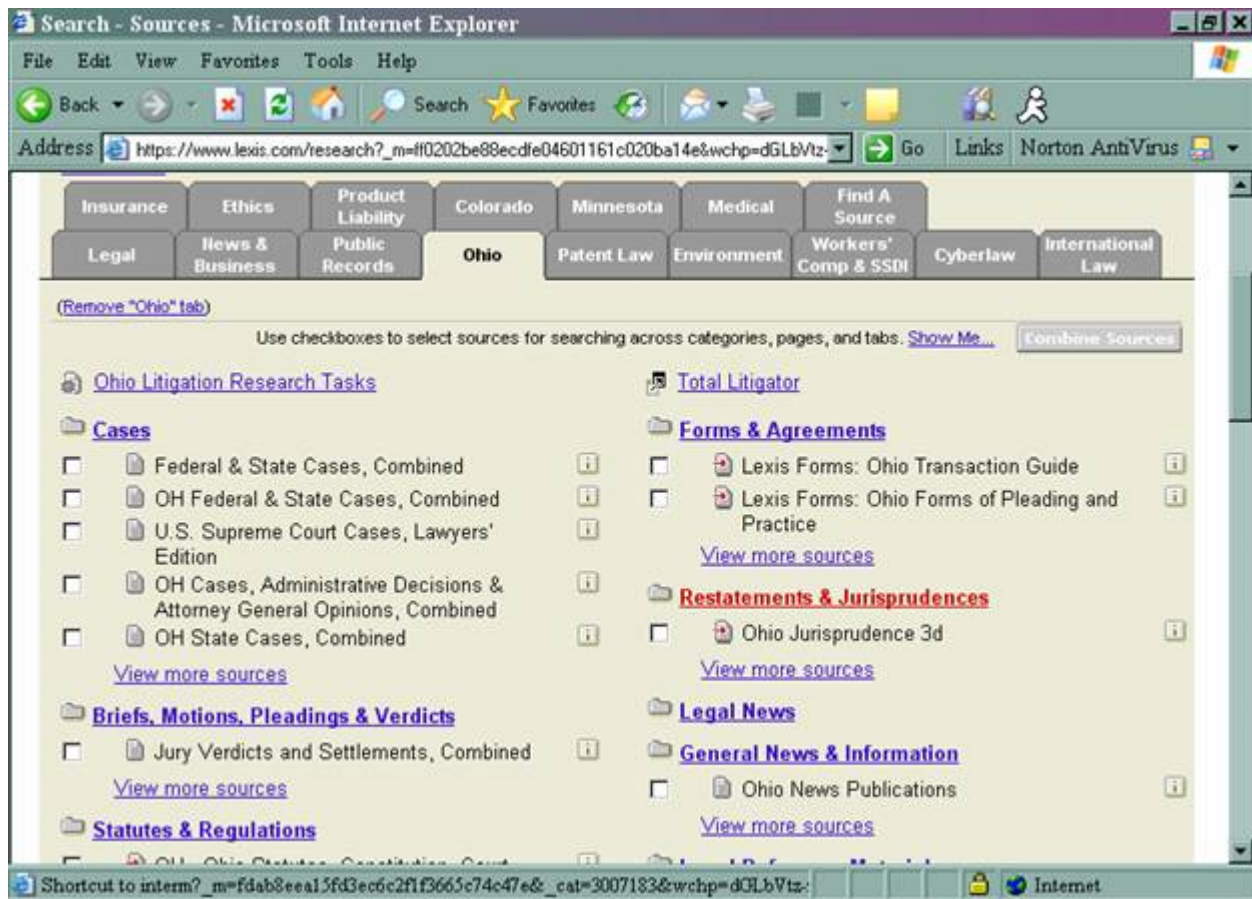 Search - Sources - Microsoft Internet Explorer
File Edit View Favorites Tools Help
Back Search Favorites
Address https://www.lexis.com/research?_m=ff0202be88ecdfe04601161c020ba14e&wchp=dGLbVtz- Go Links Norton AntiVirus
Insurance Ethics Product Liability Colorado Minnesota Medical Find A Source
Legal News & Business Public Records Ohio Patent Law Environment Workers' Comp & SSDI Cyberlaw International Law
(Remove "Ohio" tab)
Use checkboxes to select sources for searching across categories, pages, and tabs. Show Me... Combine Sources
Ohio Litigation Research Tasks
Cases
Federal & State Cases, Combined
OH Federal & State Cases, Combined
U.S. Supreme Court Cases, Lawyers'
Edition
OH Cases, Administrative Decisions &
Attorney General Opinions, Combined
OH State Cases, Combined
View more sources
Briefs, Motions, Pleadings & Verdicts
Jury Verdicts and Settlements, Combined
View more sources
Statutes & Regulations
Total Litigator
Forms & Agreements
Lexis Forms: Ohio Transaction Guide
Lexis Forms: Ohio Forms of Pleading and
Practice
View more sources
Restatements & Jurisprudences
Ohio Jurisprudence 3d
View more sources
Legal News
General News & Information
Ohio News Publications
View more sources
Shortcut to interm?_m=fdab8eea15fd3ec6c2f1f3665c74c47e&_cat=3007183&wchp=dGLbVtz-: Internet